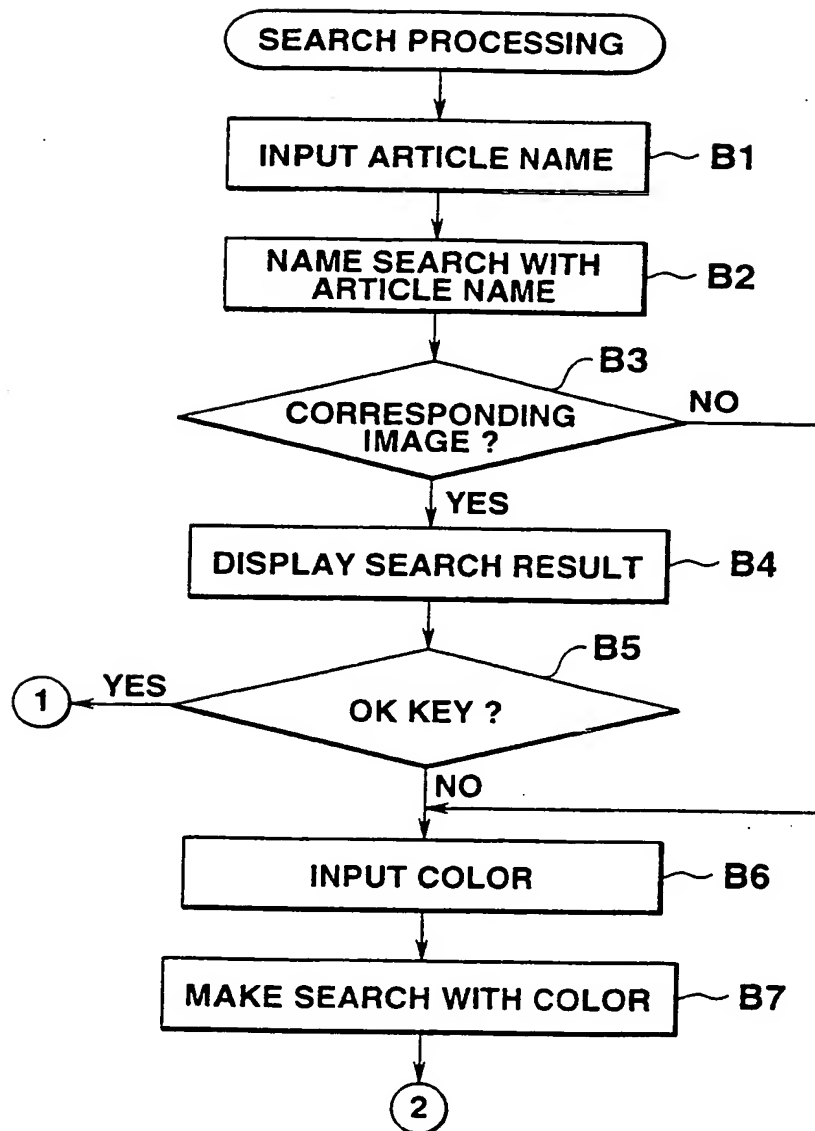 SEARCH PROCESSING
INPUT ARTICLE NAME
B1
NAME SEARCH WITH
ARTICLE NAME
B2
B3
CORRESPONDING
IMAGE ?
NO
YES
DISPLAY SEARCH RESULT
B4
B5
YES
1
OK KEY ?
NO
INPUT COLOR
B6
MAKE SEARCH WITH COLOR
B7
2